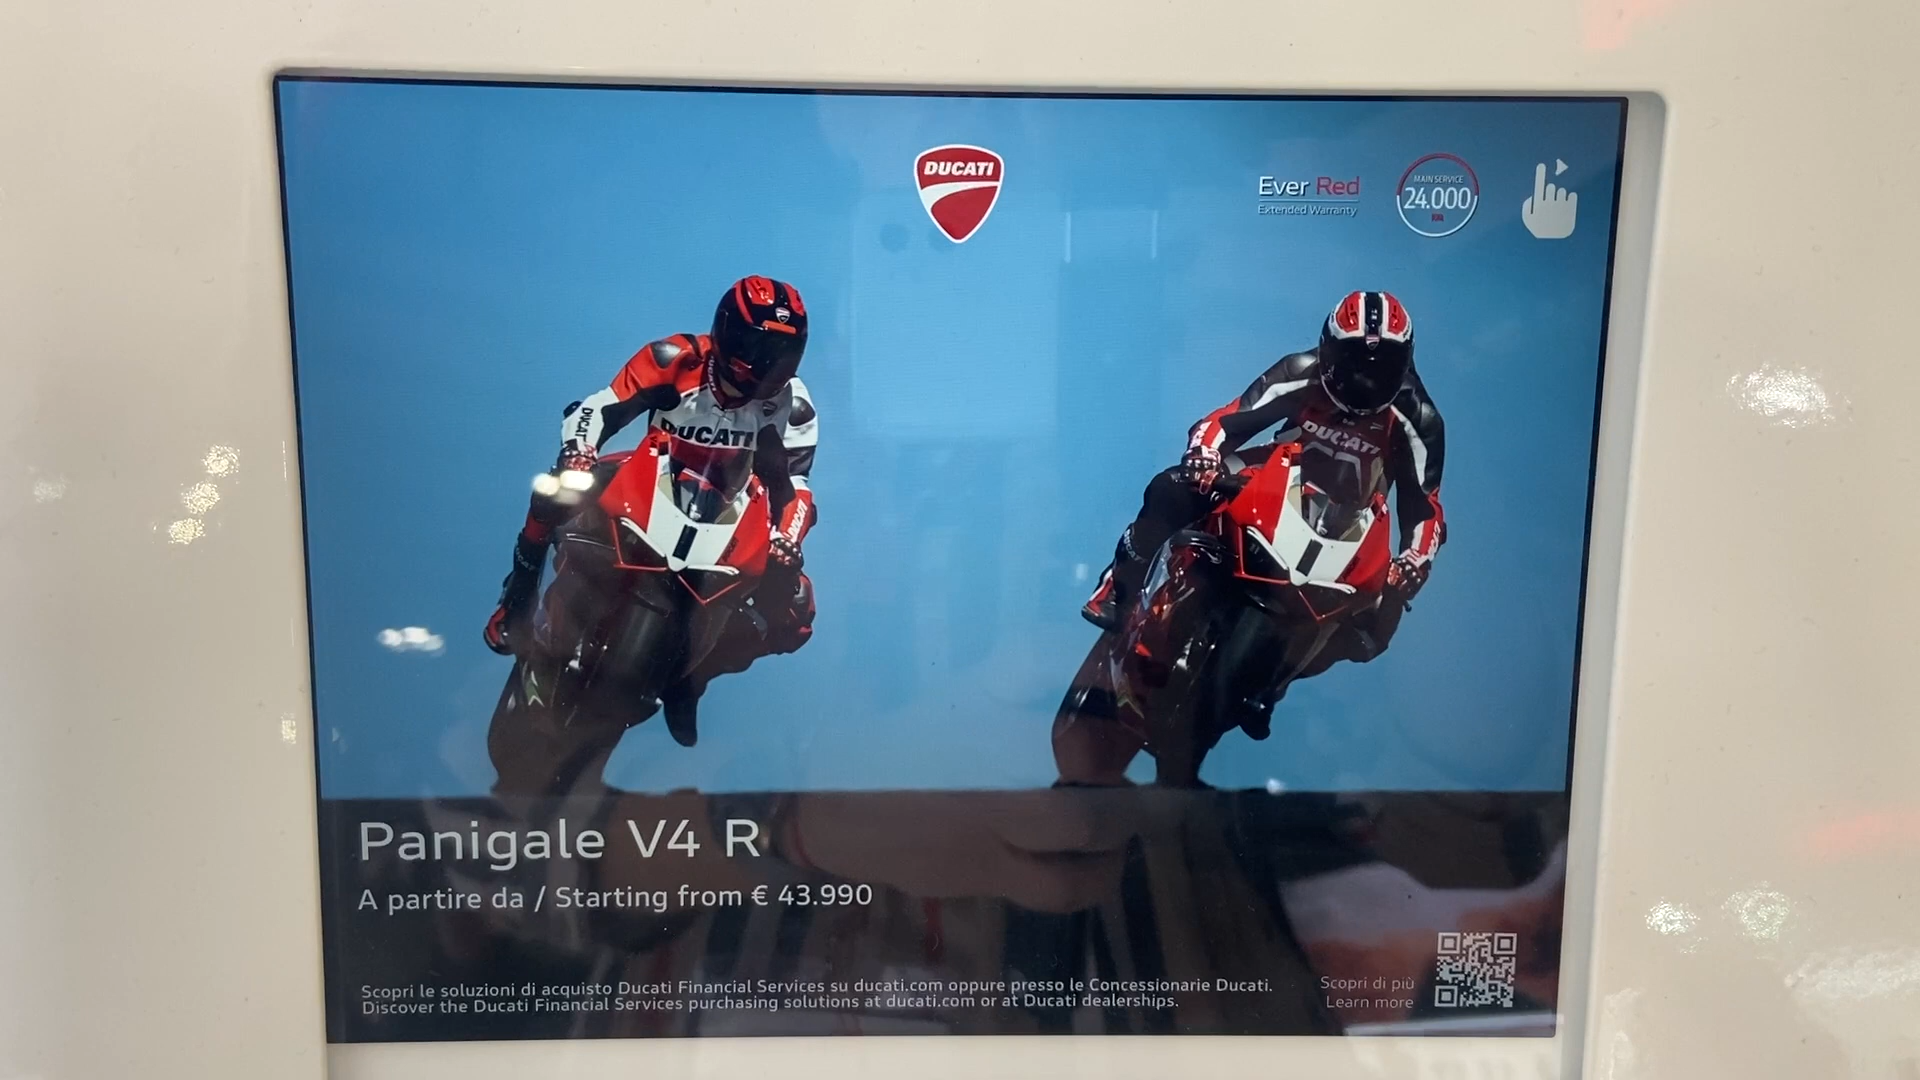 DUCATI
Ever Red
Extended Warranty
MAIN SERVICE
24.000
KM
DUCATI
DUCATI
DUCATI
Panigale V4 R
A partire da / Starting from € 43.990
Scopri le soluzioni di acquisto Ducati Financial Services su ducati.com oppure presso le Concessionarie Ducati.
Discover the Ducati Financial Services purchasing solutions at ducati.com or at Ducati dealerships.
Scopri di più
Learn more